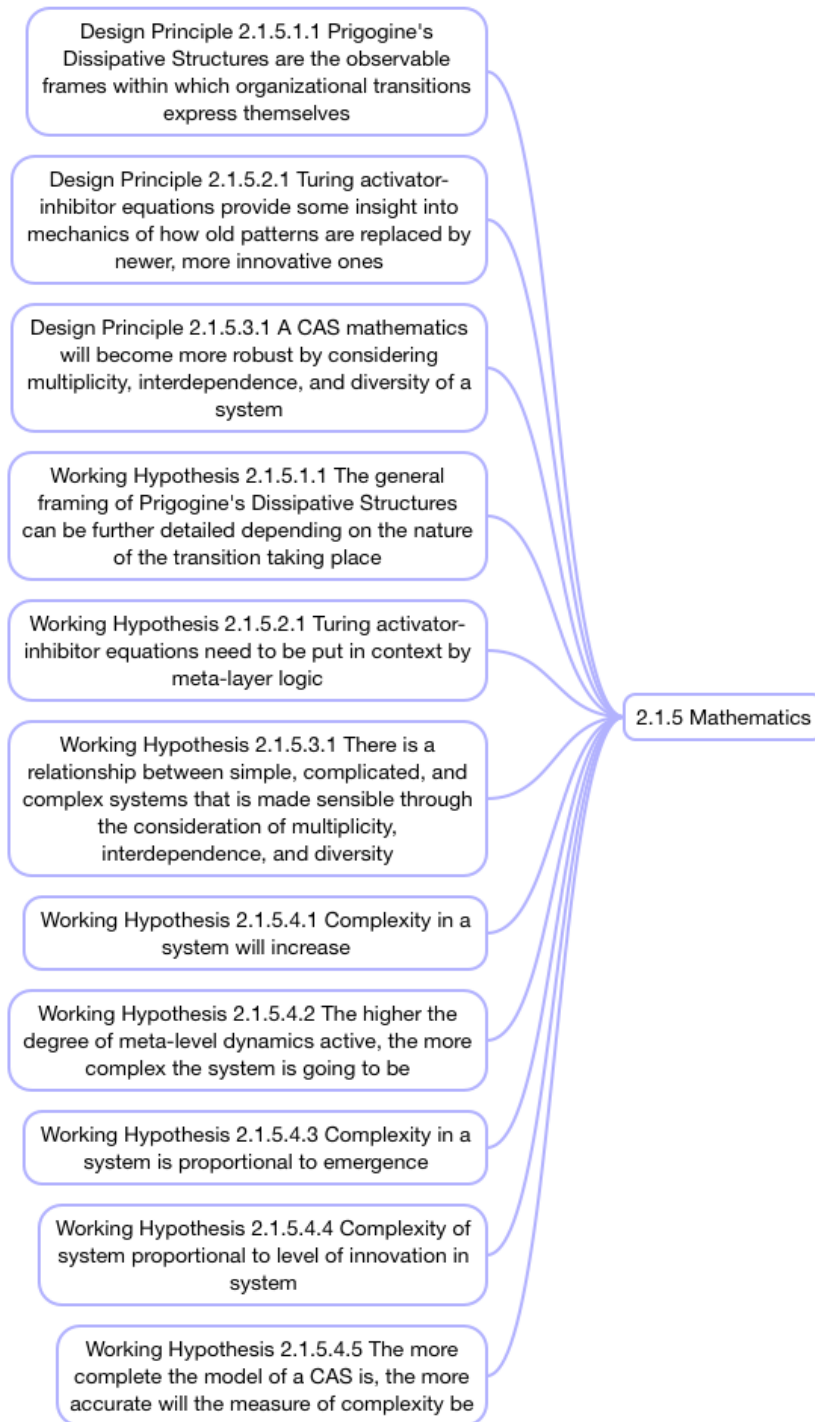 Design Principle 2.1.5.1.1 Prigogine's
Dissipative Structures are the observable
frames within which organizational transitions
express themselves
Design Principle 2.1.5.2.1 Turing activator-
inhibitor equations provide some insight into
mechanics of how old patterns are replaced by
newer, more innovative ones
Design Principle 2.1.5.3.1 A CAS mathematics
will become more robust by considering
multiplicity, interdependence, and diversity of a
system
Working Hypothesis 2.1.5.1.1 The general
framing of Prigogine's Dissipative Structures
can be further detailed depending on the nature
of the transition taking place
Working Hypothesis 2.1.5.2.1 Turing activator-
inhibitor equations need to be put in context by
meta-layer logic
Working Hypothesis 2.1.5.3.1 There is a
relationship between simple, complicated, and
complex systems that is made sensible through
the consideration of multiplicity,
interdependence, and diversity
Working Hypothesis 2.1.5.4.1 Complexity in a
system will increase
Working Hypothesis 2.1.5.4.2 The higher the
degree of meta-level dynamics active, the more
complex the system is going to be
Working Hypothesis 2.1.5.4.3 Complexity in a
system is proportional to emergence
Working Hypothesis 2.1.5.4.4 Complexity of
system proportional to level of innovation in
system
Working Hypothesis 2.1.5.4.5 The more
complete the model of a CAS is, the more
accurate will the measure of complexity be
2.1.5 Mathematics